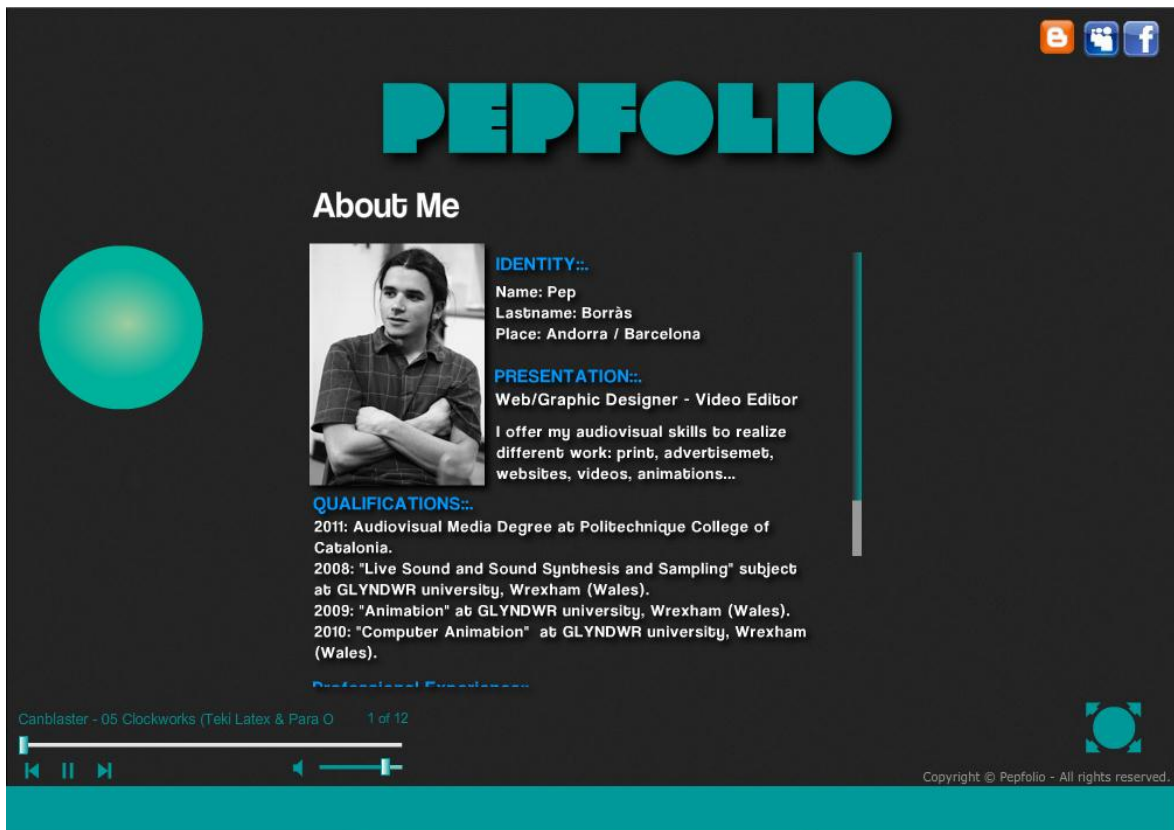 PEPFOLIO
About Me
IDENTITY::.
Name: Pep
Lastname: Borràs
Place: Andorra / Barcelona
PRESENTATION::.
Web/Graphic Designer - Video Editor
I offer my audiovisual skills to realize
different work: print, advertisemet,
websites, videos, animations...
QUALIFICATIONS::.
2011: Audiovisual Media Degree at Politechnique College of
Catalonia.
2008: "Live Sound and Sound Synthesis and Sampling" subject
at GLYNDWR university, Wrexham (Wales).
2009: "Animation" at GLYNDWR university, Wrexham (Wales).
2010: "Computer Animation"  at GLYNDWR university, Wrexham
(Wales).
Professional Experience::.
Canblaster - 05 Clockworks (Teki Latex & Para O
1 of 12
Copyright © Pepfolio - All rights reserved.